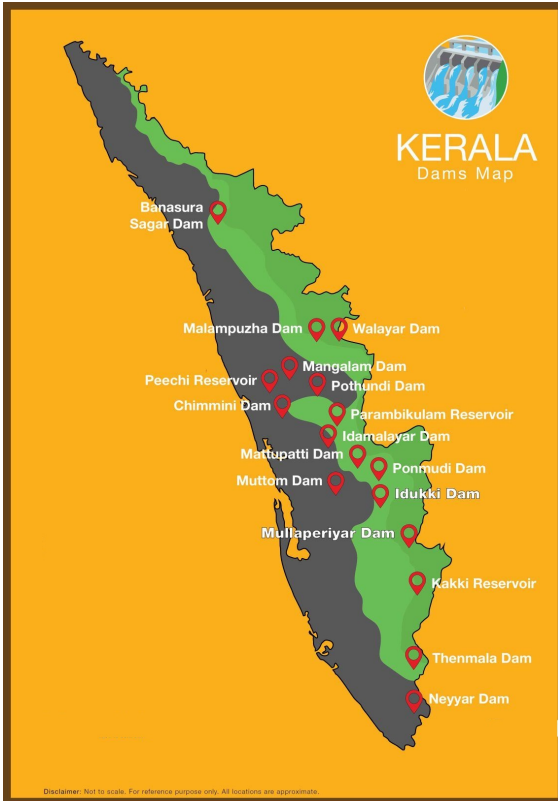 KERALA
Dams Map
Banasura
Sagar Dam
Malampuzha Dam
Walayar Dam
Mangalam Dam
Peechi Reservoir
Pothundi Dam
Chimmini Dam
Parambikulam Reservoir
Idamalayar Dam
Mattupatti Dam
Ponmudi Dam
Muttom Dam
Idukki Dam
Mullaperiyar Dam
Kakki Reservoir
Thenmala Dam
Neyyar Dam
Disclaimer: Not to scale. For reference purpose only. All locations are approximate.